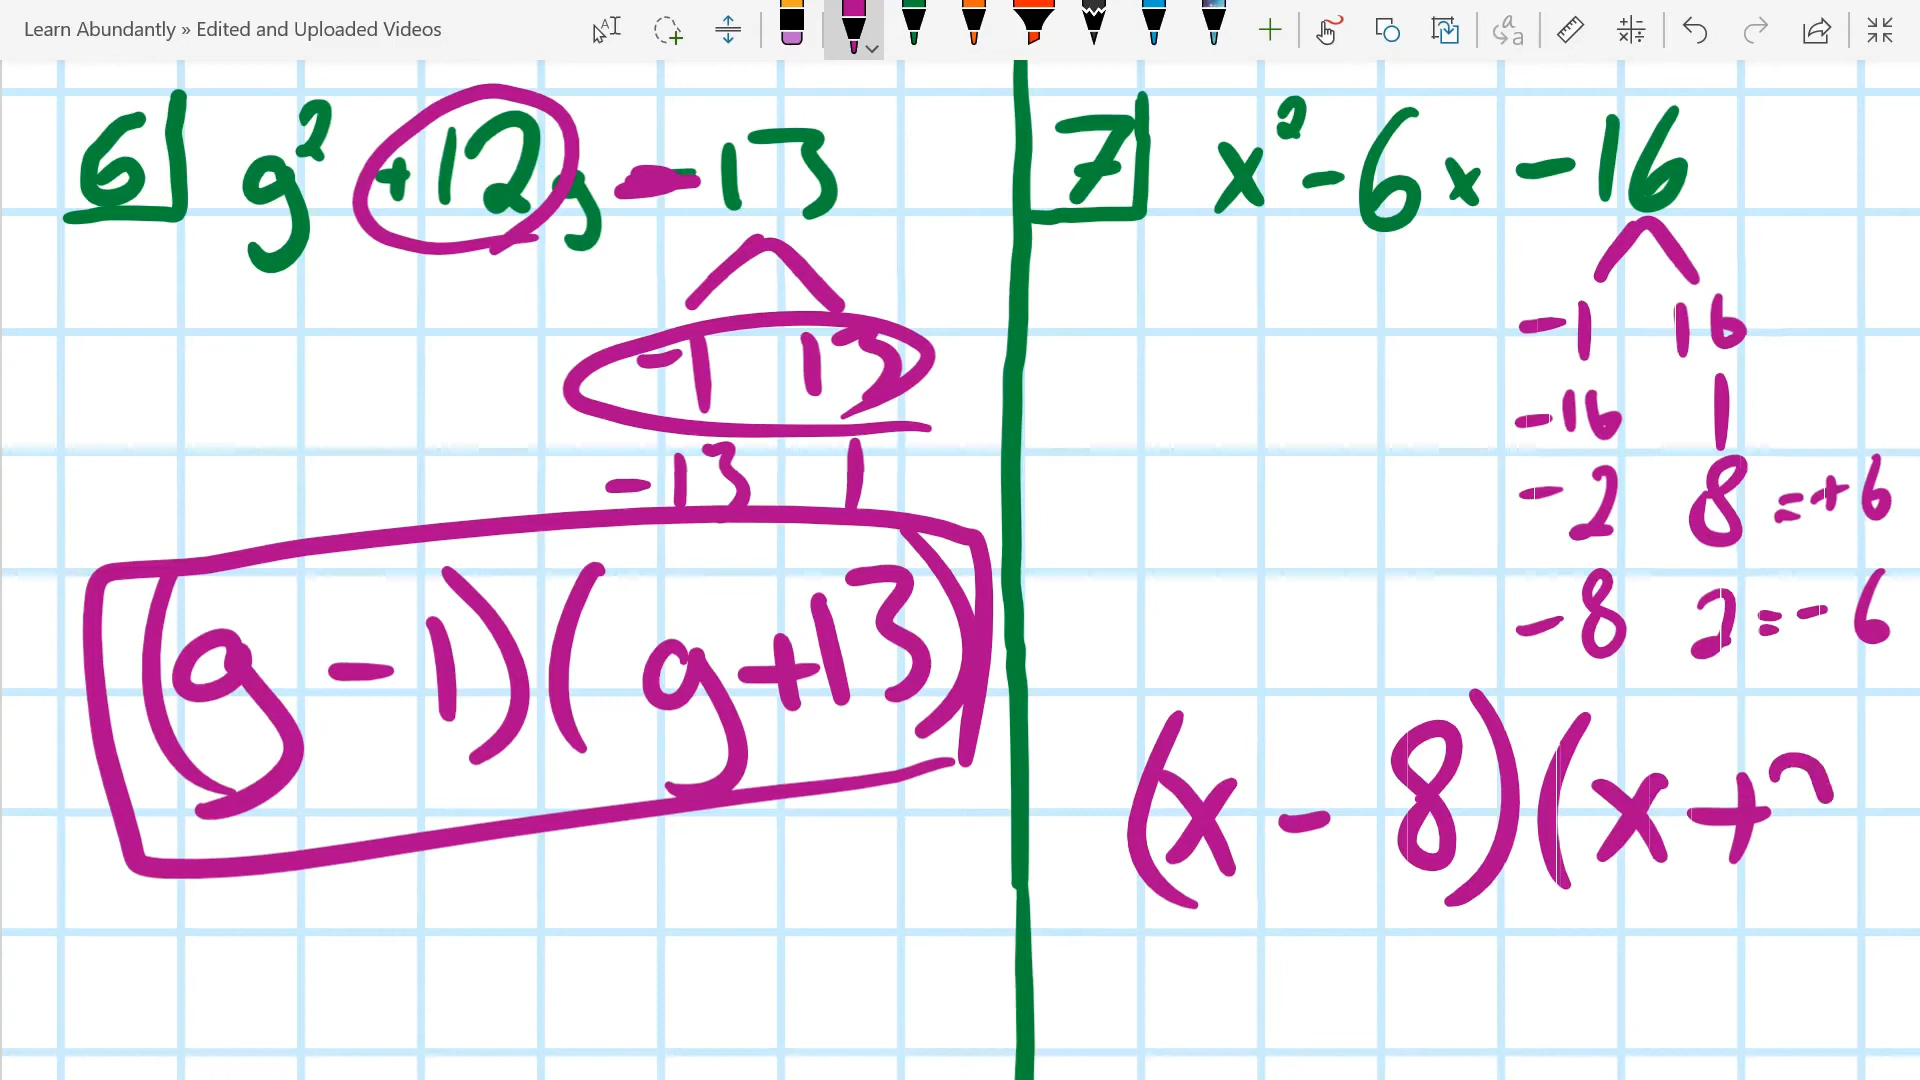 Learn Abundantly » Edited and Uploaded Videos
6 g² +12g - 13
-1 13
-13 1
(g - 1)(g + 13)
7 x² - 6x - 16
-1 16
-16 1
-2 8 = +6
-8 2 = -6
(x - 8)(x +